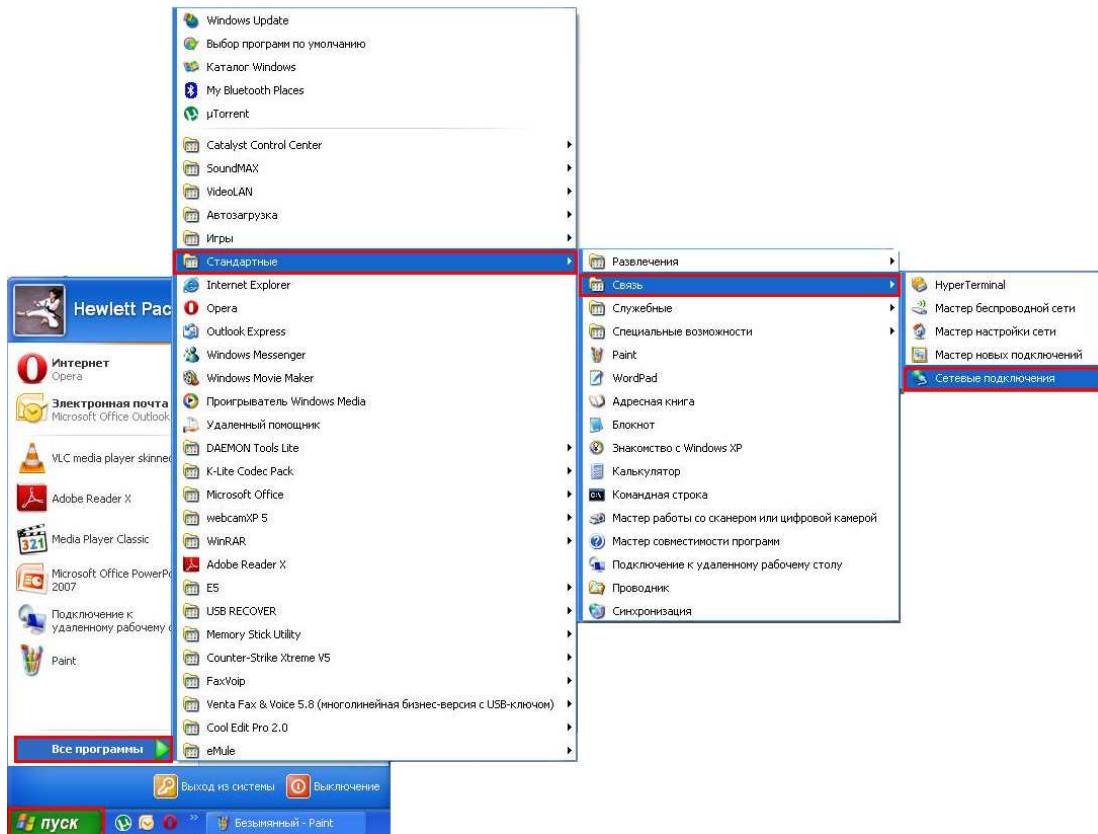 Windows Update
Выбор программ по умолчанию
Каталог Windows
My Bluetooth Places
µTorrent
Catalyst Control Center
SoundMAX
VideoLAN
Автозагрузка
Игры
Стандартные
Internet Explorer
Opera
Outlook Express
Windows Messenger
Windows Movie Maker
Проигрыватель Windows Media
Удаленный помощник
DAEMON Tools Lite
K-Lite Codec Pack
Microsoft Office
webcamXP 5
WinRAR
Adobe Reader X
E5
USB RECOVER
Memory Stick Utility
Counter-Strike Xtreme V5
FaxVoip
Venta Fax & Voice 5.8 (многолинейная бизнес-версия с USB-ключом)
Cool Edit Pro 2.0
eMule
Развлечения
Связь
Служебные
Специальные возможности
Paint
WordPad
Адресная книга
Блокнот
Знакомство с Windows XP
Калькулятор
Командная строка
Мастер работы со сканером или цифровой камерой
Мастер совместимости программ
Подключение к удаленному рабочему столу
Проводник
Синхронизация
HyperTerminal
Мастер беспроводной сети
Мастер настройки сети
Мастер новых подключений
Сетевые подключения
Hewlett Pac
Интернет
Opera
Электронная почта
Microsoft Office Outlook
VLC media player skinned
Adobe Reader X
Media Player Classic
Microsoft Office PowerPo
2007
Подключение к
удаленному рабочему с
Paint
Все программы
Выход из системы
Выключение
пуск
Безымянный - Paint